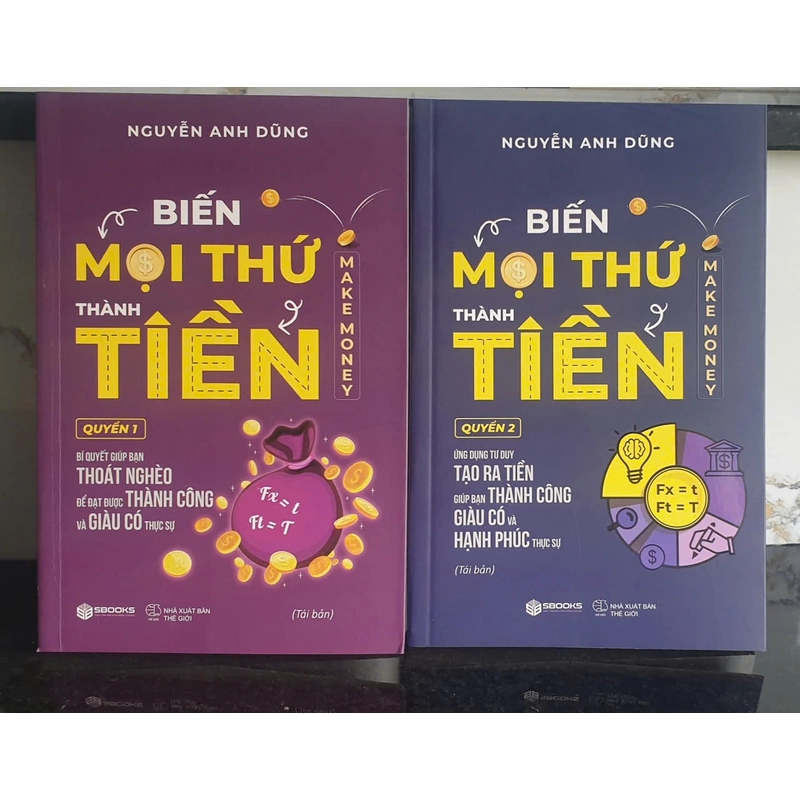 NGUYỄN ANH DŨNG
BIẾN
MỌI THỨ
THÀNH
TIỀN
MAKE MONEY
QUYỂN 1
BÍ QUYẾT GIÚP BẠN
THOÁT NGHÈO
ĐỂ ĐẠT ĐƯỢC THÀNH CÔNG
VÀ GIÀU CÓ THỰC SỰ
Fx = t
Ft = T
SBOOKS
NHÀ XUẤT BẢN
THẾ GIỚI
(Tái bản)
NGUYỄN ANH DŨNG
BIẾN
MỌI THỨ
THÀNH
TIỀN
MAKE MONEY
QUYỂN 2
ỨNG DỤNG TƯ DUY
TẠO RA TIỀN
GIÚP BẠN THÀNH CÔNG
GIÀU CÓ VÀ
HẠNH PHÚC THỰC SỰ
Fx = t
Ft = T
(Tái bản)
SBOOKS
NHÀ XUẤT BẢN
THẾ GIỚI